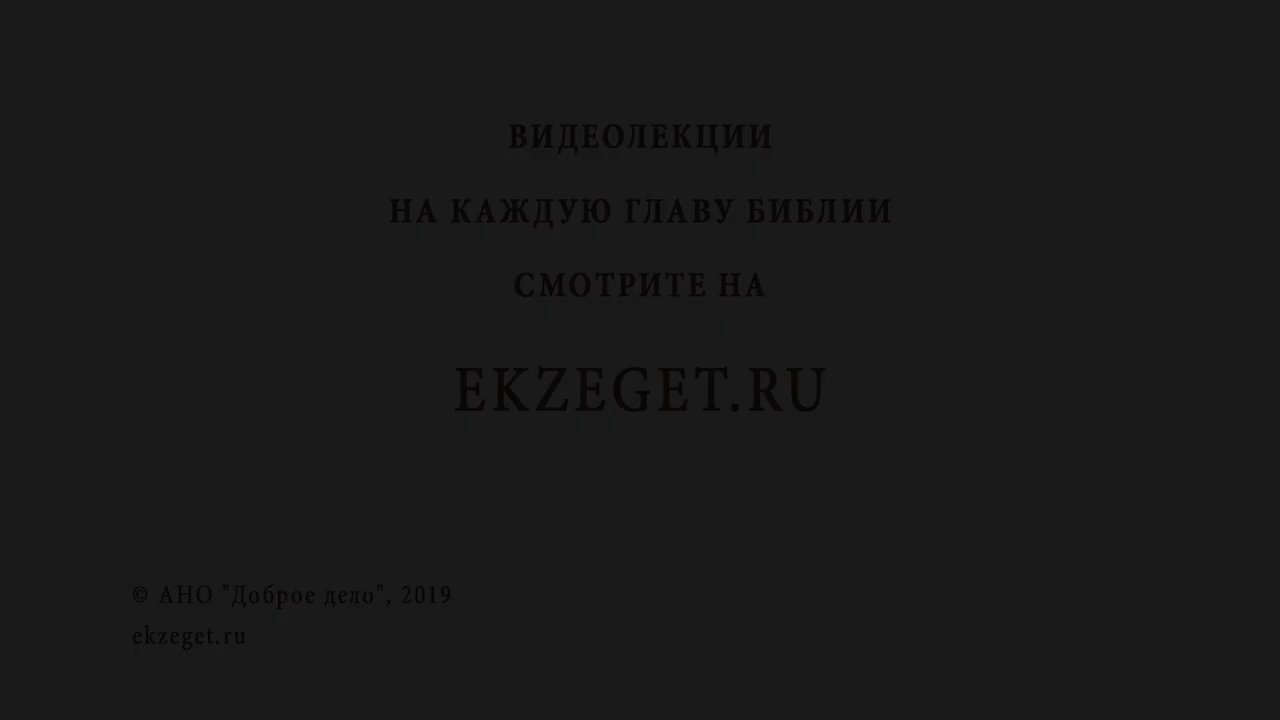 ВИДЕОЛЕКЦИИ
НА КАЖДУЮ ГЛАВУ БИБЛИИ
СМОТРИТЕ НА
EKZEGET.RU
© АНО "Доброе дело", 2019
ekzeget.ru